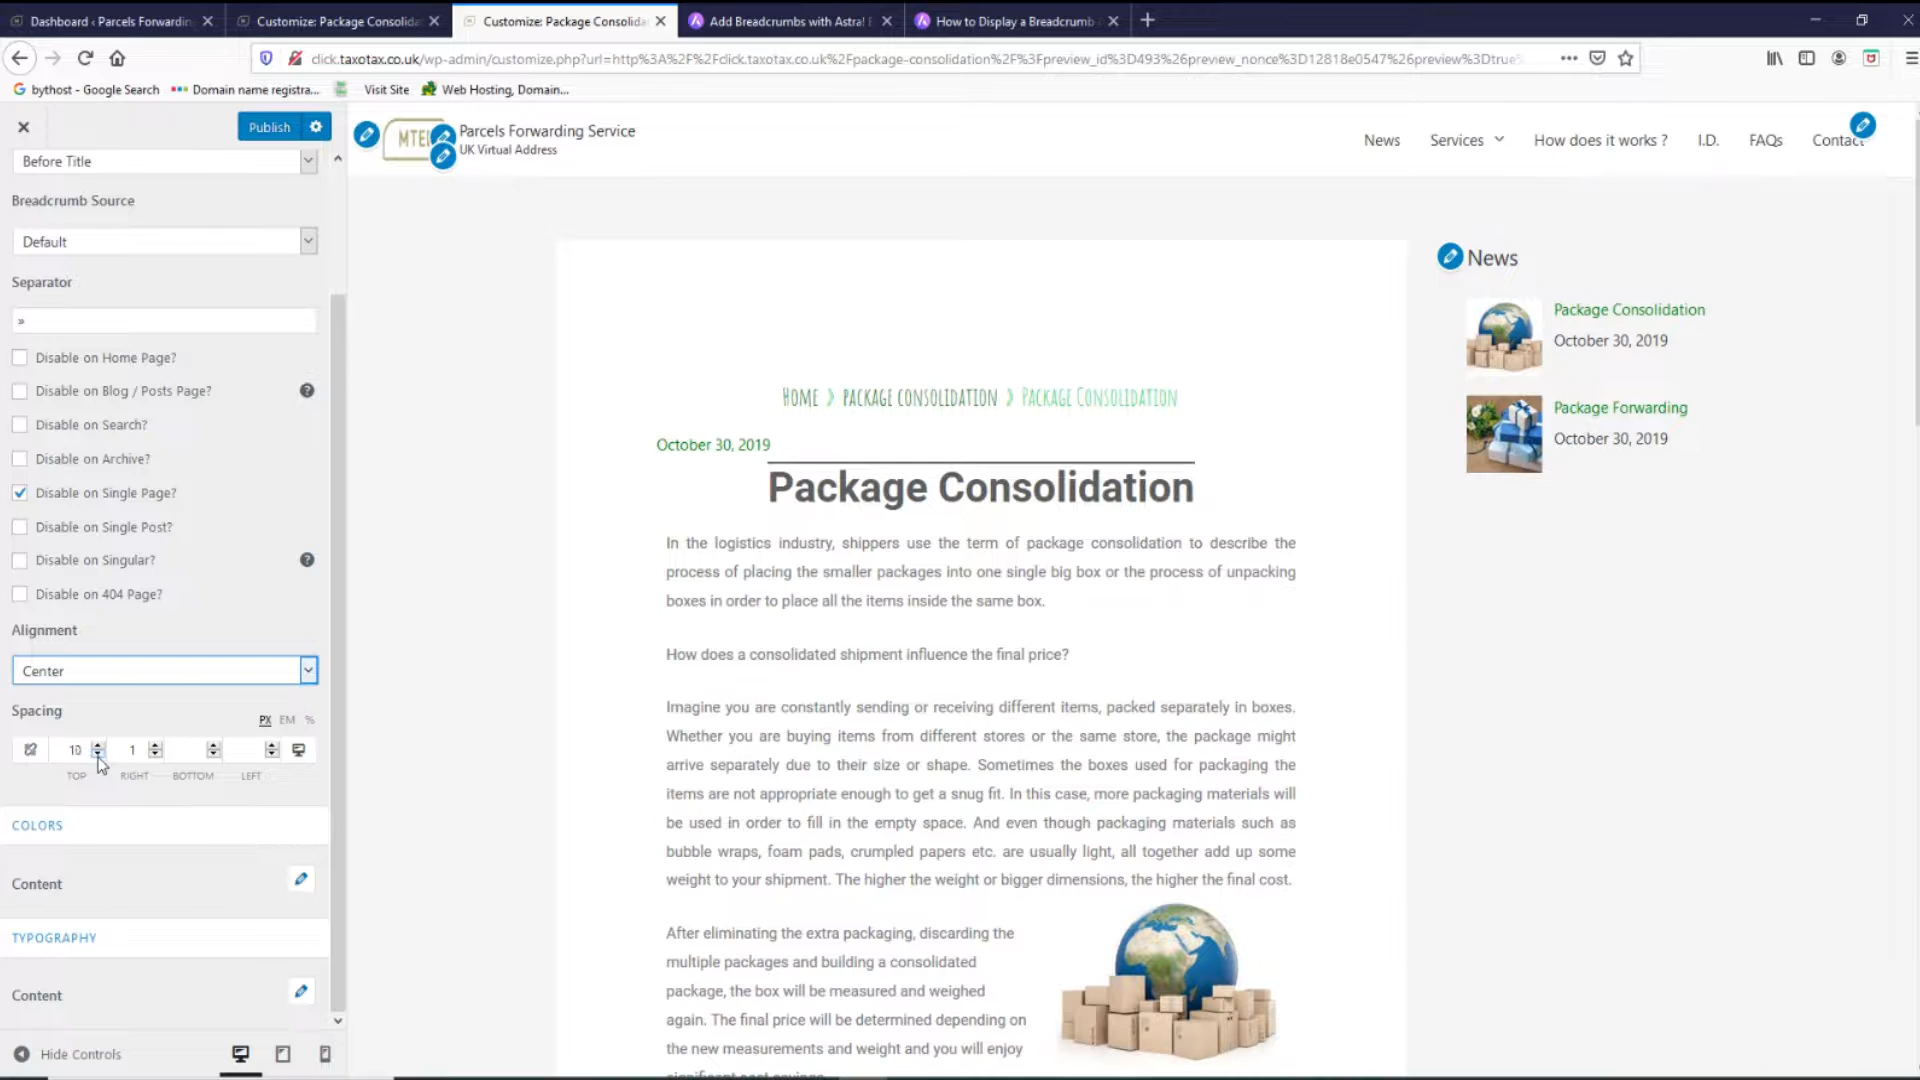 Dashboard ‹ Parcels Forwardin
Customize: Package Consolida
Customize: Package Consolida
Add Breadcrumbs with Astra!
How to Display a Breadcrumb
click.taxotax.co.uk/wp-admin/customize.php?url=http%3A%2F%2Fclick.taxotax.co.uk%2Fpackage-consolidation%2F%3Fpreview_id%3D493%26preview_nonce%3D12818e0547%26preview%3Dtrue
bythost - Google Search
Domain name registra...
Visit Site
Web Hosting, Domain...
Publish
Before Title
Breadcrumb Source
Default
Separator
»
Disable on Home Page?
Disable on Blog / Posts Page?
Disable on Search?
Disable on Archive?
Disable on Single Page?
Disable on Single Post?
Disable on Singular?
Disable on 404 Page?
Alignment
Center
Spacing
PX EM %
10 1
TOP RIGHT BOTTOM LEFT
COLORS
Content
TYPOGRAPHY
Content
Hide Controls
Parcels Forwarding Service
UK Virtual Address
News Services How does it works ? I.D. FAQs Contact
Home » package consolidation » Package Consolidation
October 30, 2019
Package Consolidation
In the logistics industry, shippers use the term of package consolidation to describe the
process of placing the smaller packages into one single big box or the process of unpacking
boxes in order to place all the items inside the same box.
How does a consolidated shipment influence the final price?
Imagine you are constantly sending or receiving different items, packed separately in boxes.
Whether you are buying items from different stores or the same store, the package might
arrive separately due to their size or shape. Sometimes the boxes used for packaging the
items are not appropriate enough to get a snug fit. In this case, more packaging materials will
be used in order to fill in the empty space. And even though packaging materials such as
bubble wraps, foam pads, crumpled papers etc. are usually light, all together add up some
weight to your shipment. The higher the weight or bigger dimensions, the higher the final cost.
After eliminating the extra packaging, discarding the
multiple packages and building a consolidated
package, the box will be measured and weighed
again. The final price will be determined depending on
the new measurements and weight and you will enjoy
News
Package Consolidation
October 30, 2019
Package Forwarding
October 30, 2019